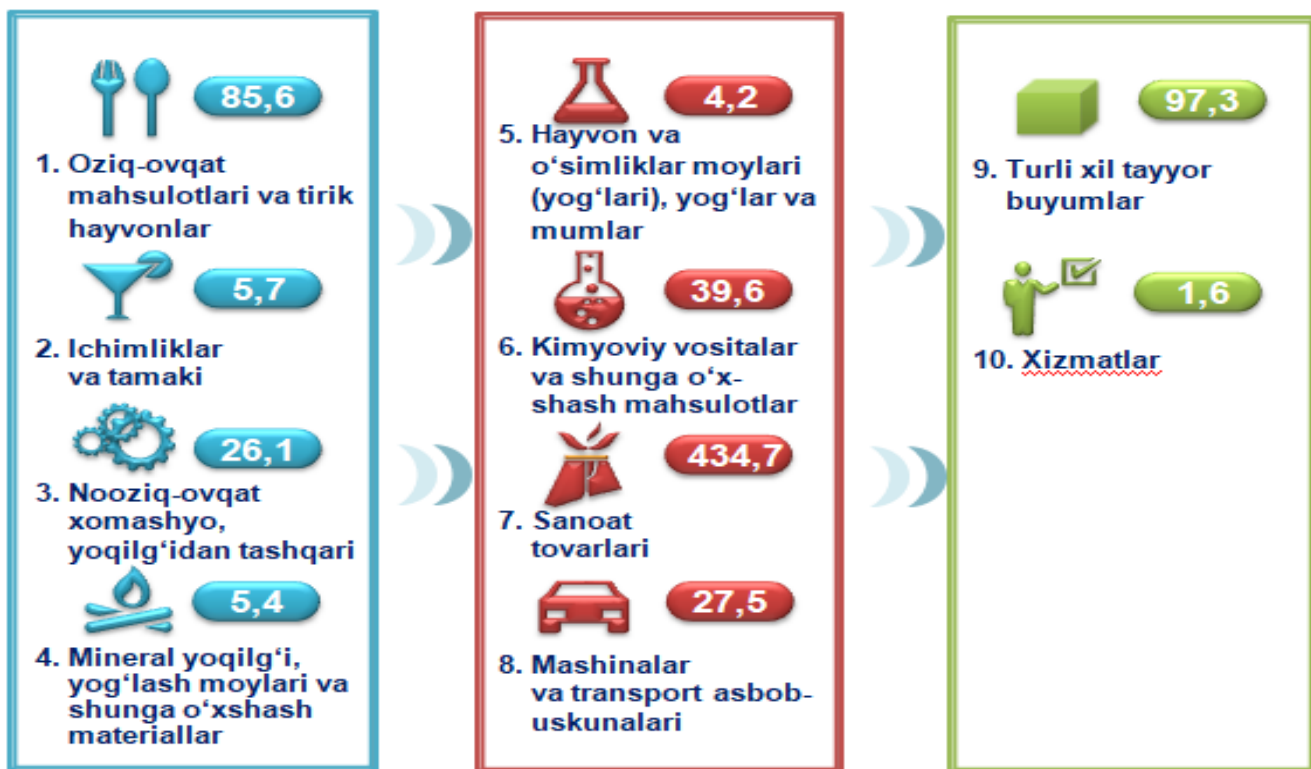 85,6
1. Oziq-ovqat
mahsulotlari va tirik
hayvonlar
5,7
2. Ichimliklar
va tamaki
26,1
3. Nooziq-ovqat
xomashyo,
yoqilg‘idan tashqari
5,4
4. Mineral yoqilg‘i,
yog‘lash moylari va
shunga o‘xshash
materiallar
4,2
5. Hayvon va
o‘simliklar moylari
(yog‘lari), yog‘lar va
mumlar
39,6
6. Kimyoviy vositalar
va shunga o‘x-
shash mahsulotlar
434,7
7. Sanoat
tovarlari
27,5
8. Mashinalar
va transport asbob-
uskunalari
97,3
9. Turli xil tayyor
buyumlar
1,6
10. Xizmatlar